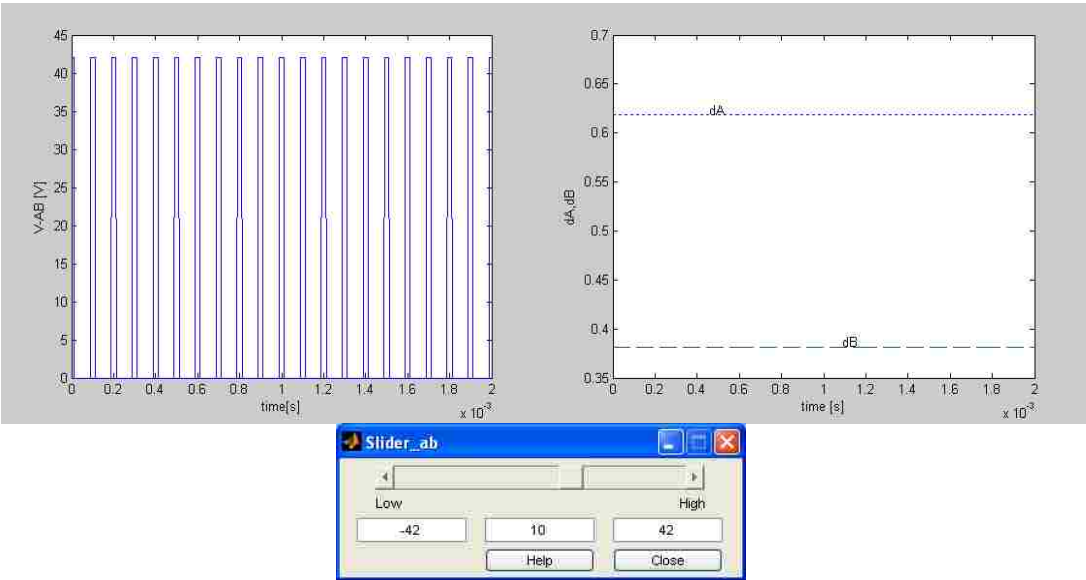 45
40
35
30
25
20
15
10
5
0
V-AB [V]
0 0.2 0.4 0.6 0.8 1 1.2 1.4 1.6 1.8 2
time[s]
x 10-3
0.7
0.65
0.6
0.55
0.5
0.45
0.4
0.35
dA,dB
dA
dB
0 0.2 0.4 0.6 0.8 1 1.2 1.4 1.6 1.8 2
time [s]
x 10-3
Slider_ab
Low High
-42 10 42
Help Close